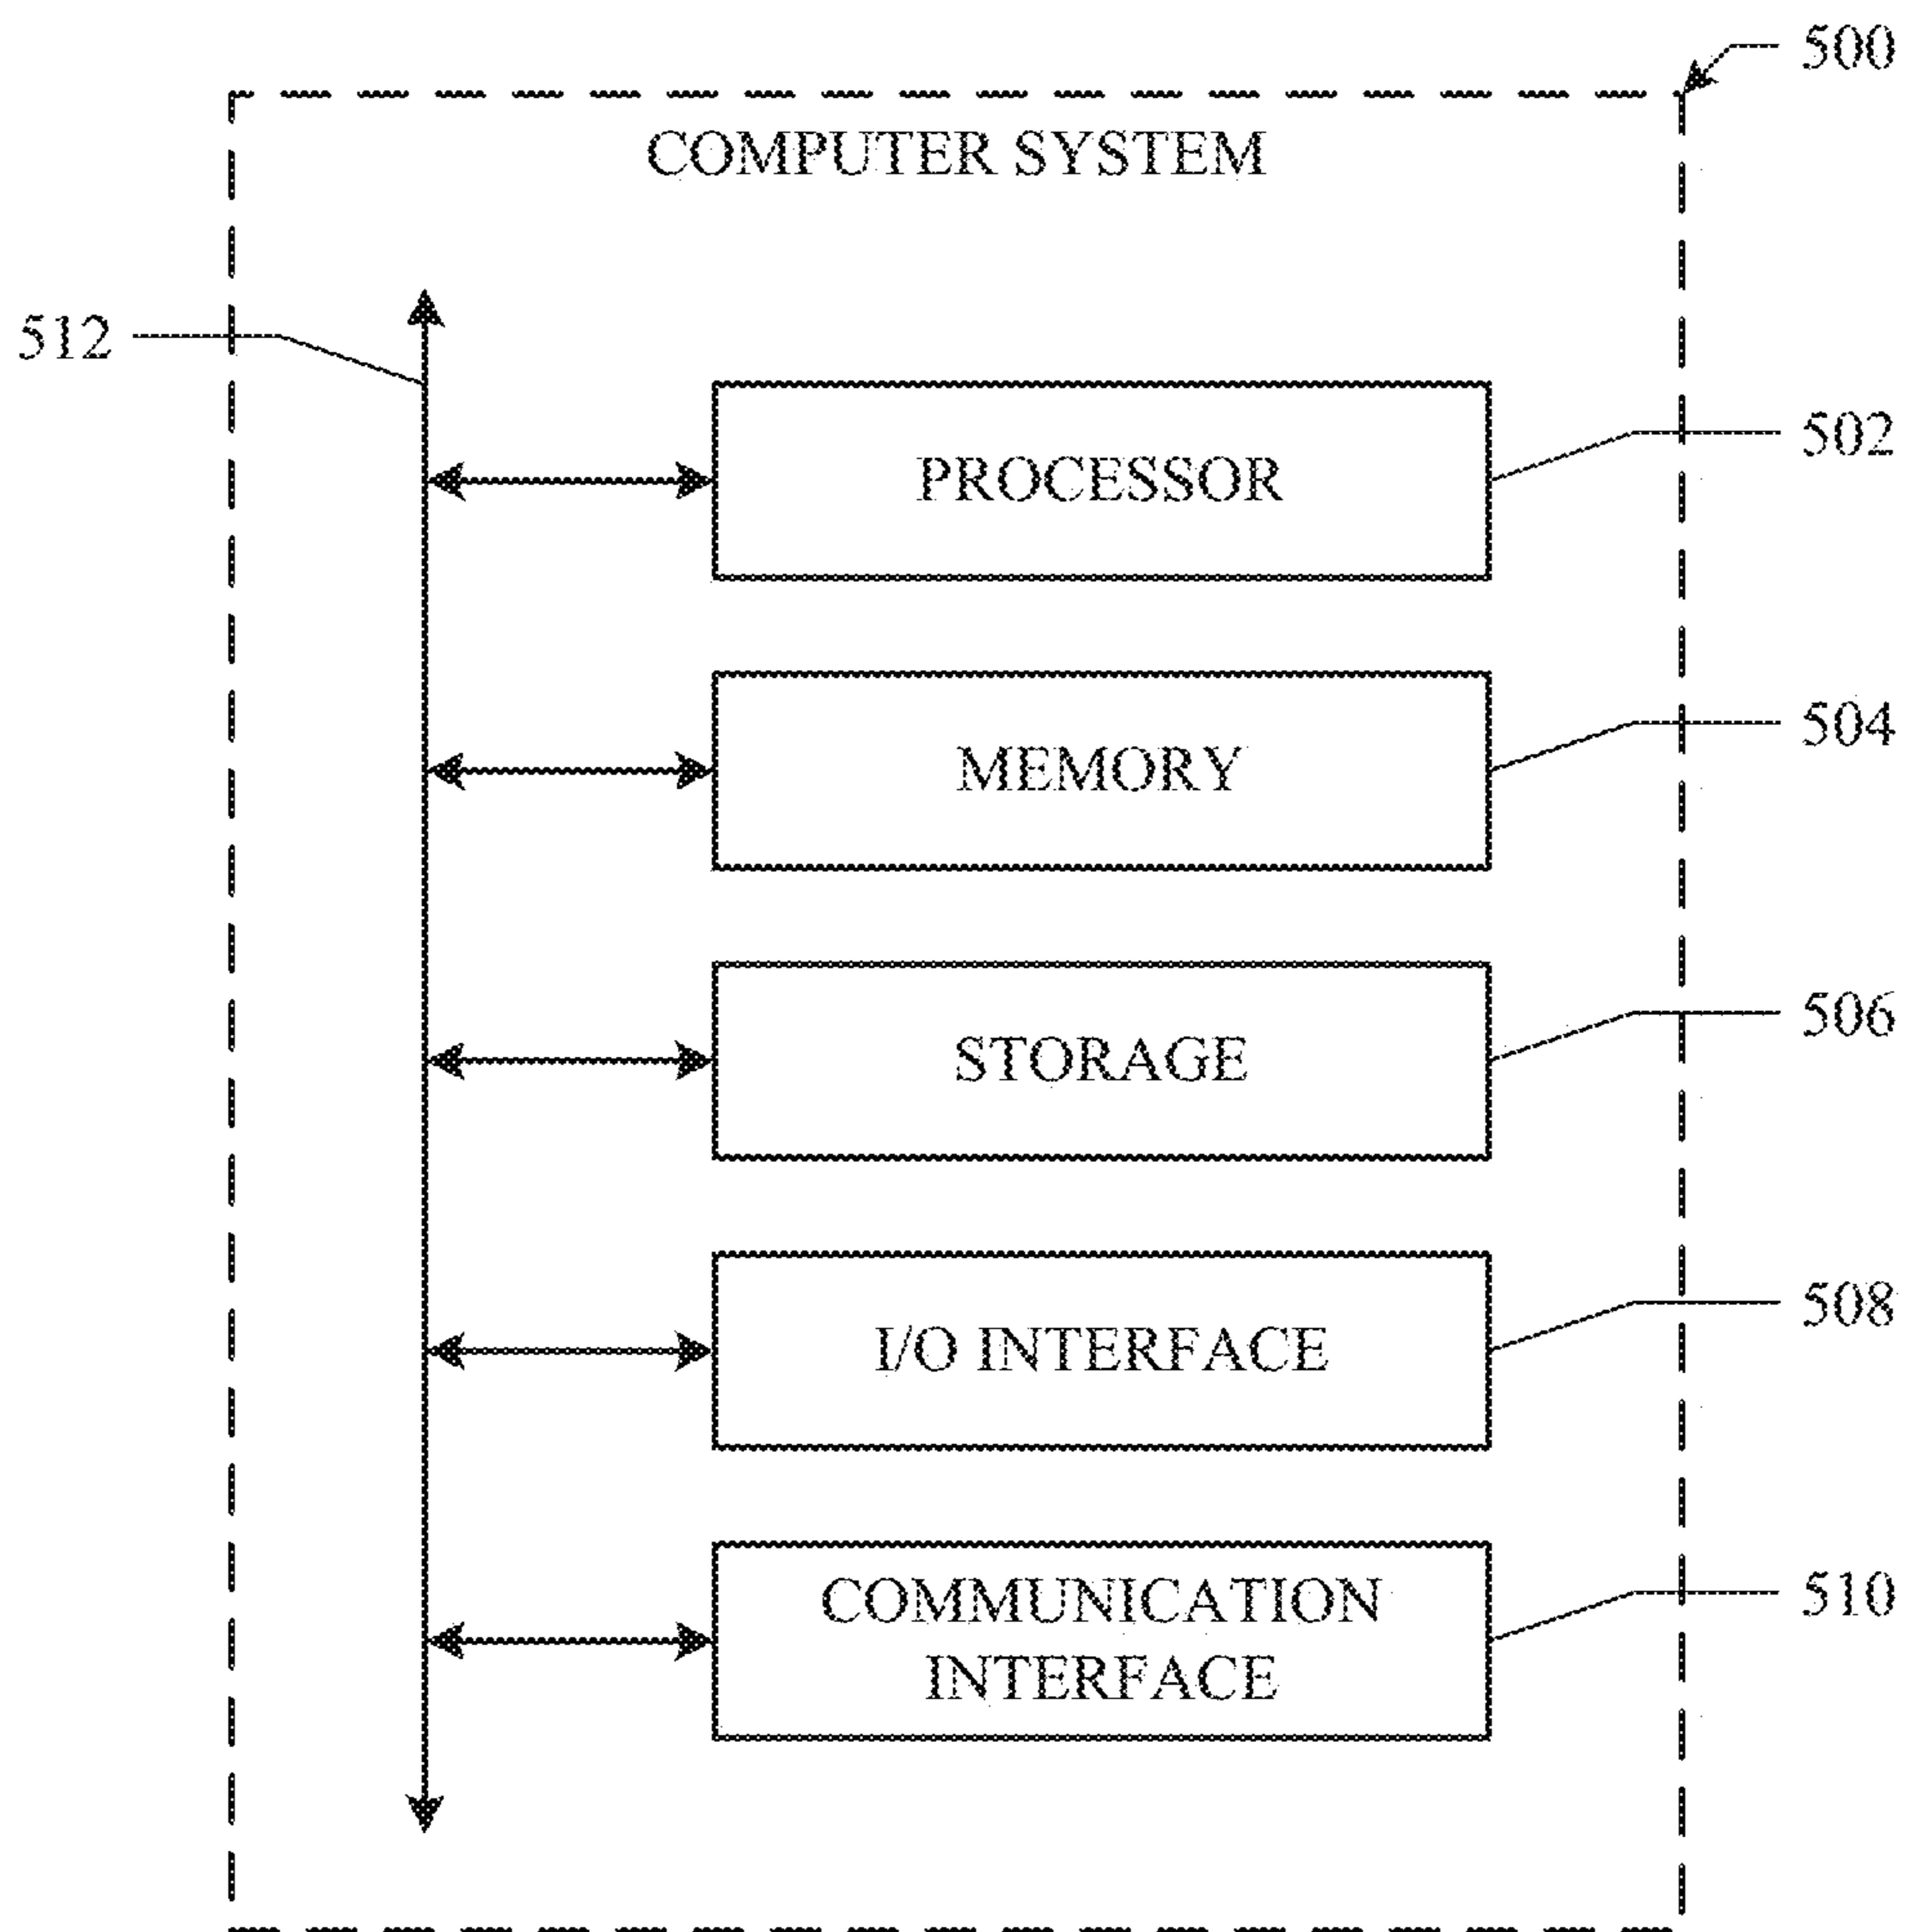 500
COMPUTER SYSTEM
512
PROCESSOR
502
MEMORY
504
STORAGE
506
I/O INTERFACE
508
COMMUNICATION
INTERFACE
510